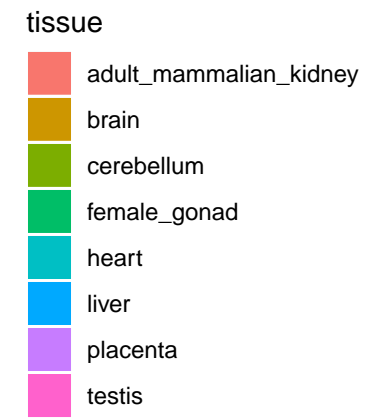 tissue
adult_mammalian_kidney
brain
cerebellum
female_gonad
heart
liver
placenta
testis